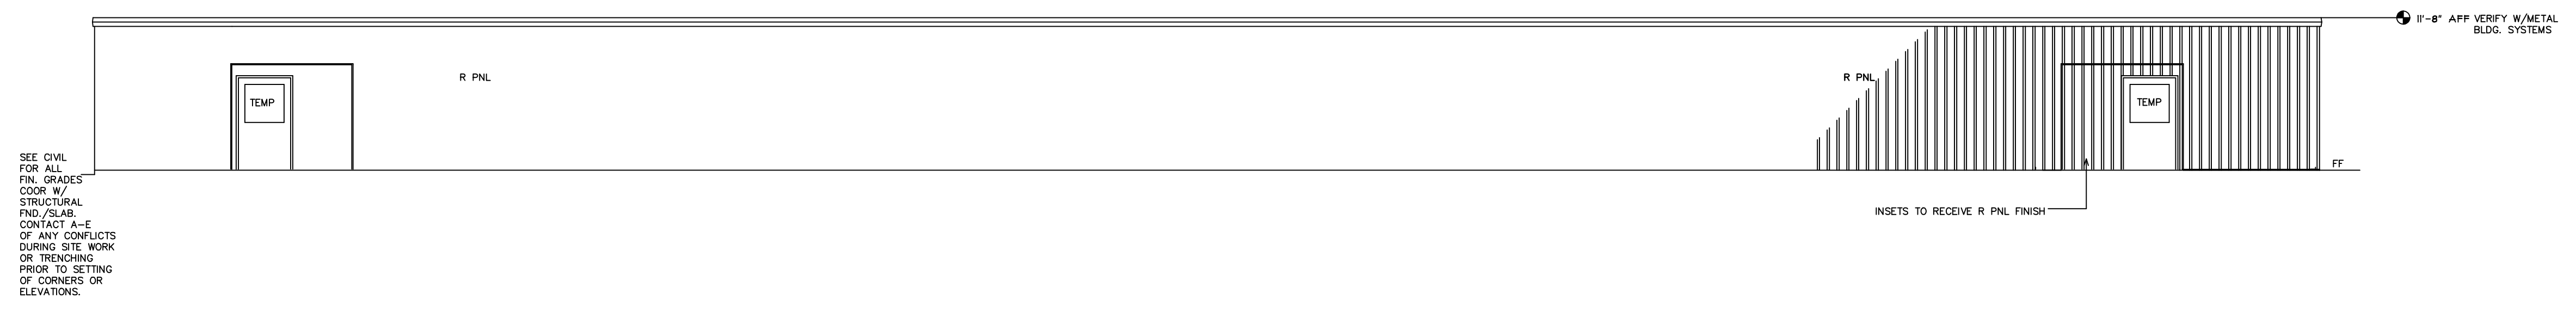 11'-8" AFF VERIFY W/METAL
BLDG. SYSTEMS
R PNL
R PNL
TEMP
TEMP
SEE CIVIL
FOR ALL
FIN. GRADES
COOR W/
STRUCTURAL
FND./SLAB.
CONTACT A-E
OF ANY CONFLICTS
DURING SITE WORK
OR TRENCHING
PRIOR TO SETTING
OF CORNERS OR
ELEVATIONS.
FF
INSETS TO RECEIVE R PNL FINISH